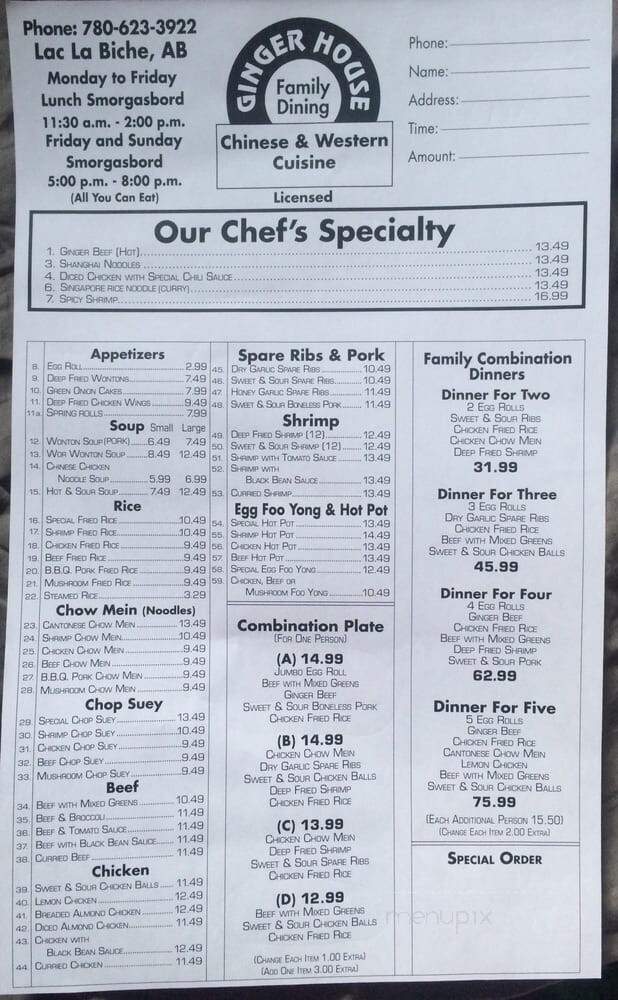 Phone: 780-623-3922
Lac La Biche, AB
Monday to Friday
Lunch Smorgasbord
11:30 a.m. - 2:00 p.m.
Friday and Sunday
Smorgasbord
5:00 p.m. - 8:00 p.m.
(All You Can Eat)
GINGER HOUSE
Family
Dining
Chinese & Western
Cuisine
Licensed
Phone:
Name:
Address:
Time:
Amount:
Our Chef's Specialty
1. GINGER BEEF (HOT) 13.49
3. SHANGHAI NOODLES 13.49
4. DICED CHICKEN WITH SPECIAL CHILI SAUCE 13.49
6. SINGAPORE RICE NOODLE (CURRY) 13.49
7. SPICY SHRIMP 16.99
Appetizers
8. EGG ROLL 2.99
9. DEEP FRIED WONTONS 7.49
10. GREEN ONION CAKES 7.99
11. DEEP FRIED CHICKEN WINGS 9.49
11a. SPRING ROLLS 7.99
Soup Small Large
12. WONTON SOUP (PORK) 6.49 7.49
13. WOR WONTON SOUP 8.49 12.49
14. CHINESE CHICKEN
NOODLE SOUP 5.99 6.99
15. HOT & SOUR SOUP 7.49 12.49
Rice
16. SPECIAL FRIED RICE 10.49
17. SHRIMP FRIED RICE 10.49
18. CHICKEN FRIED RICE 9.49
19. BEEF FRIED RICE 9.49
20. B.B.Q. PORK FRIED RICE 9.49
21. MUSHROOM FRIED RICE 9.49
22. STEAMED RICE 3.29
Chow Mein (Noodles)
23. CANTONESE CHOW MEIN 13.49
24. SHRIMP CHOW MEIN 10.49
25. CHICKEN CHOW MEIN 9.49
26. BEEF CHOW MEIN 9.49
27. B.B.Q. PORK CHOW MEIN 9.49
28. MUSHROOM CHOW MEIN 9.49
Chop Suey
29. SPECIAL CHOP SUEY 13.49
30. SHRIMP CHOP SUEY 10.49
31. CHICKEN CHOP SUEY 9.49
32. BEEF CHOP SUEY 9.49
33. MUSHROOM CHOP SUEY 9.49
Beef
34. BEEF WITH MIXED GREENS 10.49
35. BEEF & BROCCOLI 11.49
36. BEEF & TOMATO SAUCE 11.49
37. BEEF WITH BLACK BEAN SAUCE 11.49
38. CURRIED BEEF 11.49
Chicken
39. SWEET & SOUR CHICKEN BALLS 11.49
40. LEMON CHICKEN 12.49
41. BREADED ALMOND CHICKEN 12.49
42. DICED ALMOND CHICKEN 11.49
43. CHICKEN WITH
BLACK BEAN SAUCE 12.49
44. CURRIED CHICKEN 11.49
Spare Ribs & Pork
45. DRY GARLIC SPARE RIBS 10.49
46. SWEET & SOUR SPARE RIBS 10.49
47. HONEY GARLIC SPARE RIBS 11.49
48. SWEET & SOUR BONELESS PORK 11.49
Shrimp
49. DEEP FRIED SHRIMP (12) 12.49
50. SWEET & SOUR SHRIMP (12) 12.49
51. SHRIMP WITH TOMATO SAUCE 13.49
52. SHRIMP WITH
BLACK BEAN SAUCE 13.49
53. CURRIED SHRIMP 13.49
Egg Foo Yong & Hot Pot
54. SPECIAL HOT POT 13.49
55. SHRIMP HOT POT 14.49
56. CHICKEN HOT POT 13.49
57. BEEF HOT POT 13.49
58. SPECIAL EGG FOO YONG 12.49
59. CHICKEN, BEEF OR
MUSHROOM FOO YONG 10.49
Combination Plate
(FOR ONE PERSON)
(A) 14.99
JUMBO EGG ROLL
BEEF WITH MIXED GREENS
GINGER BEEF
SWEET & SOUR BONELESS PORK
CHICKEN FRIED RICE
(B) 14.99
CHICKEN CHOW MEIN
DRY GARLIC SPARE RIBS
SWEET & SOUR CHICKEN BALLS
DEEP FRIED SHRIMP
CHICKEN FRIED RICE
(C) 13.99
CHICKEN CHOW MEIN
DEEP FRIED SHRIMP
SWEET & SOUR SPARE RIBS
CHICKEN FRIED RICE
(D) 12.99
BEEF WITH MIXED GREENS
SWEET & SOUR CHICKEN BALLS
CHICKEN FRIED RICE
(CHANGE EACH ITEM 1.00 EXTRA)
(ADD ONE ITEM 3.00 EXTRA)
Family Combination
Dinners
Dinner For Two
2 EGG ROLLS
SWEET & SOUR RIBS
CHICKEN FRIED RICE
CHICKEN CHOW MEIN
DEEP FRIED SHRIMP
31.99
Dinner For Three
3 EGG ROLLS
DRY GARLIC SPARE RIBS
CHICKEN FRIED RICE
BEEF WITH MIXED GREENS
SWEET & SOUR CHICKEN BALLS
45.99
Dinner For Four
4 EGG ROLLS
GINGER BEEF
CHICKEN FRIED RICE
BEEF WITH MIXED GREENS
DEEP FRIED SHRIMP
SWEET & SOUR PORK
62.99
Dinner For Five
5 EGG ROLLS
GINGER BEEF
CHICKEN FRIED RICE
CANTONESE CHOW MEIN
LEMON CHICKEN
BEEF WITH MIXED GREENS
SWEET & SOUR CHICKEN BALLS
75.99
(EACH ADDITIONAL PERSON 15.50)
(CHANGE EACH ITEM 2.00 EXTRA)
SPECIAL ORDER
menupix